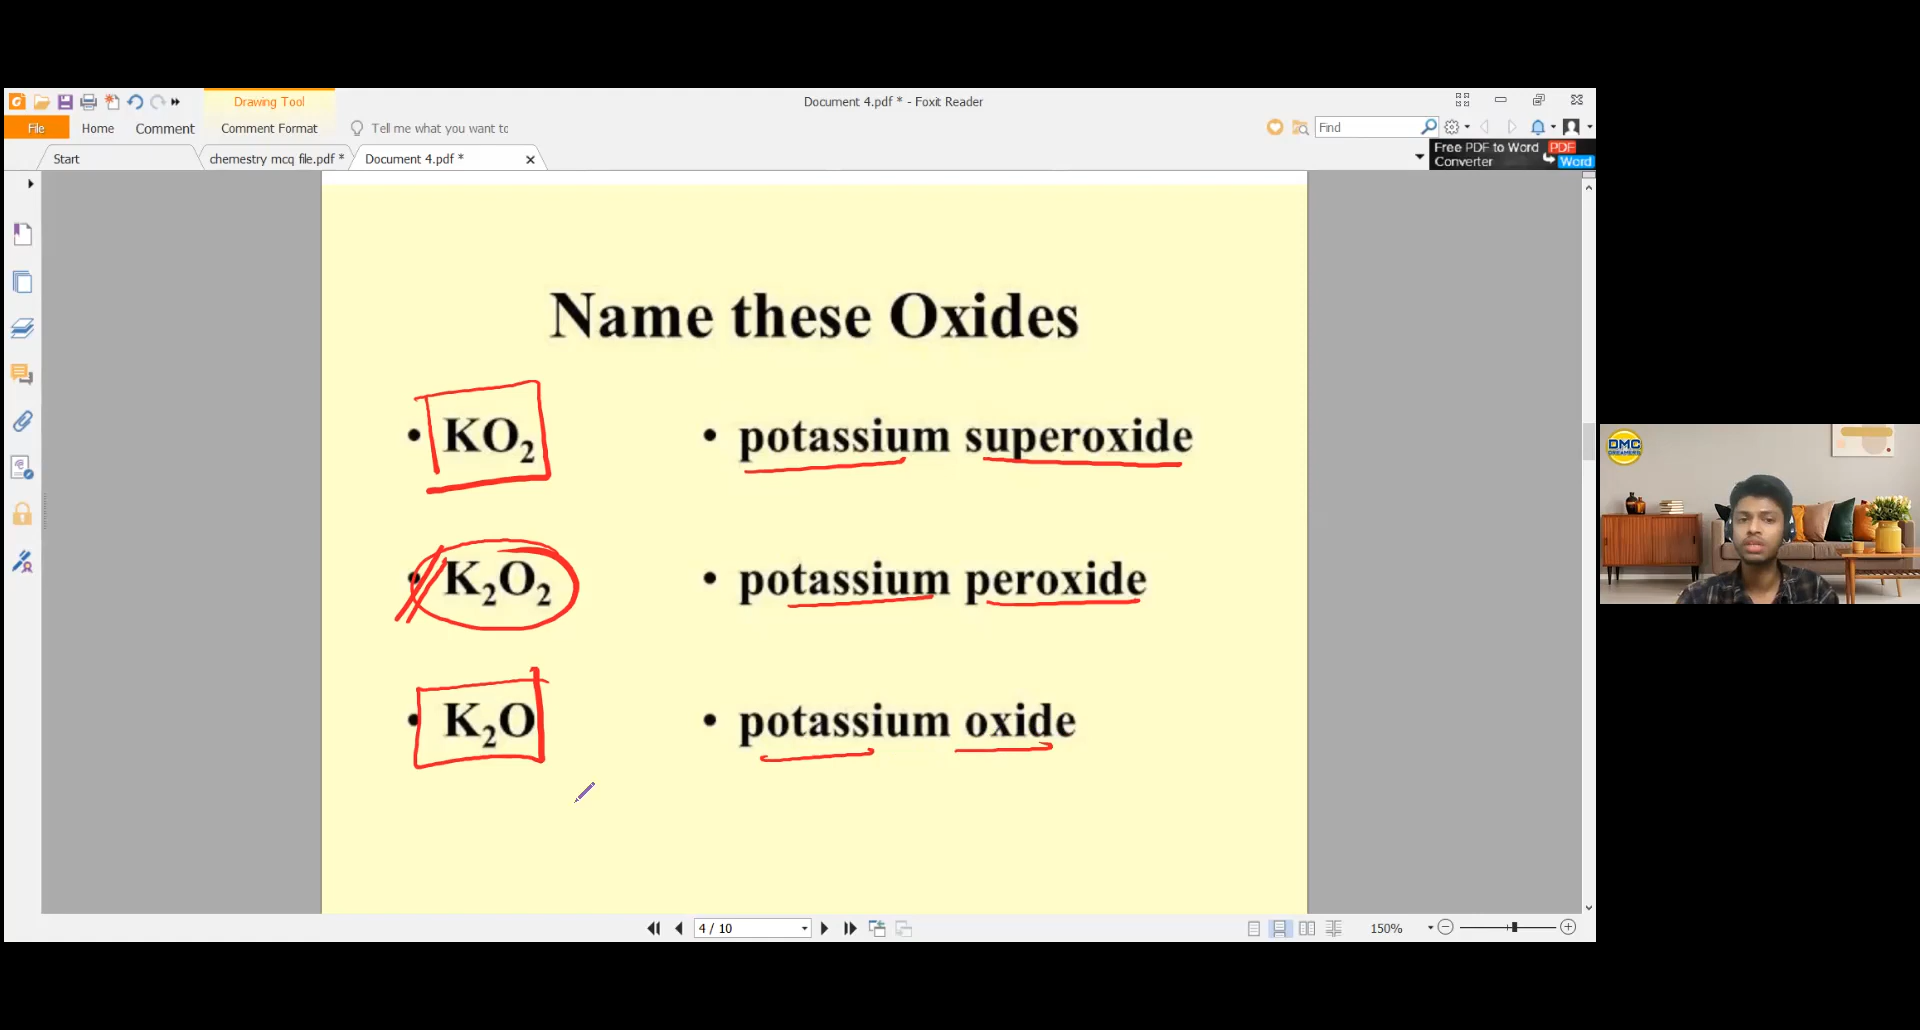 Drawing Tool
Document 4.pdf * - Foxit Reader
File
Home
Comment
Comment Format
Tell me what you want to
Find
Start
chemestry mcq file.pdf *
Document 4.pdf *
Free PDF to Word
Converter
PDF
Word
Name these Oxides
• KO₂
• potassium superoxide
• K₂O₂
• potassium peroxide
• K₂O
• potassium oxide
DMC
DREAMERS
4 / 10
150%